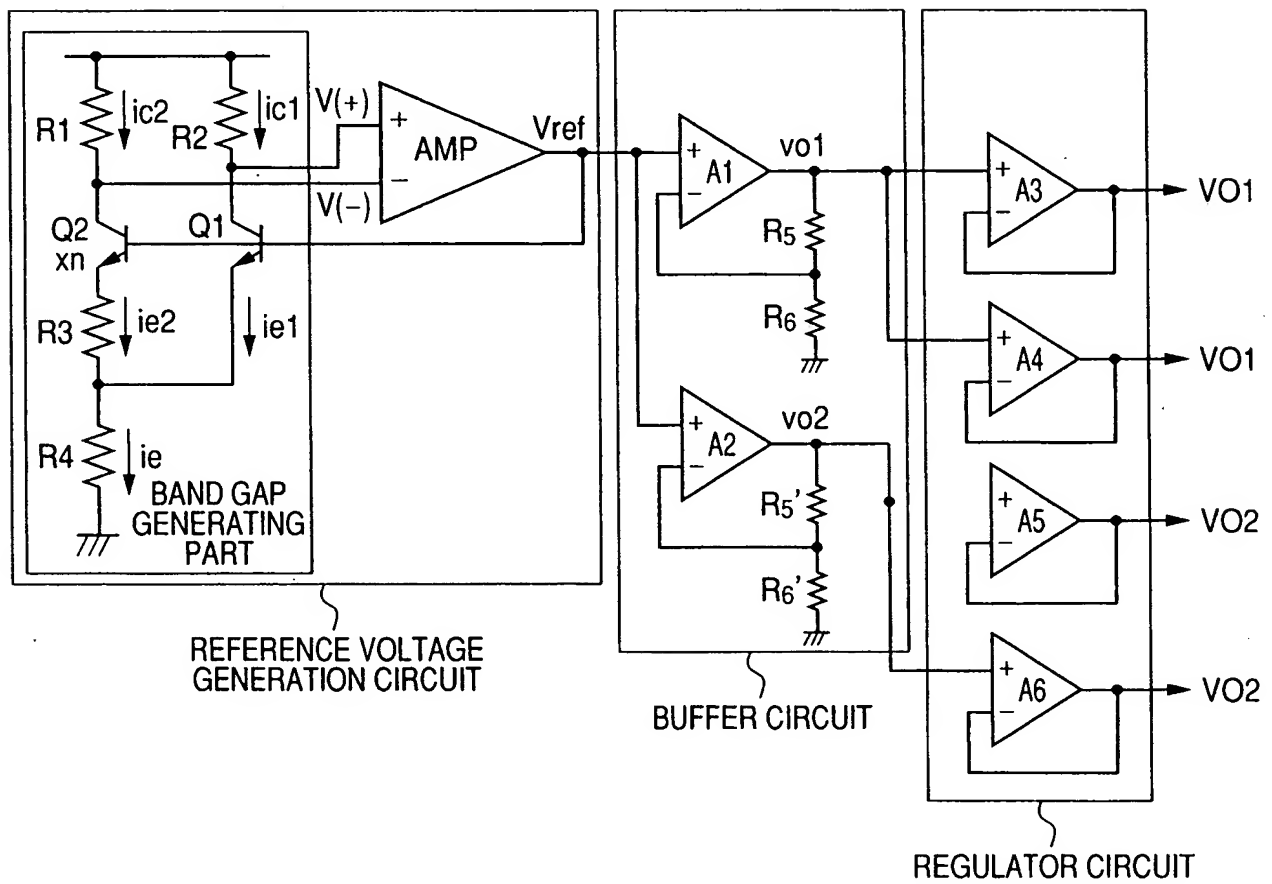 R1
ic2
R2
ic1
V(+)
V(−)
+
−
AMP
Vref
Q2
xn
Q1
R3
ie2
ie1
R4
ie
BAND GAP
GENERATING
PART
REFERENCE VOLTAGE
GENERATION CIRCUIT
+
−
A1
vo1
R5
R6
+
−
A2
vo2
R5'
R6'
BUFFER CIRCUIT
+
−
A3
VO1
+
−
A4
VO1
+
−
A5
VO2
+
−
A6
VO2
REGULATOR CIRCUIT